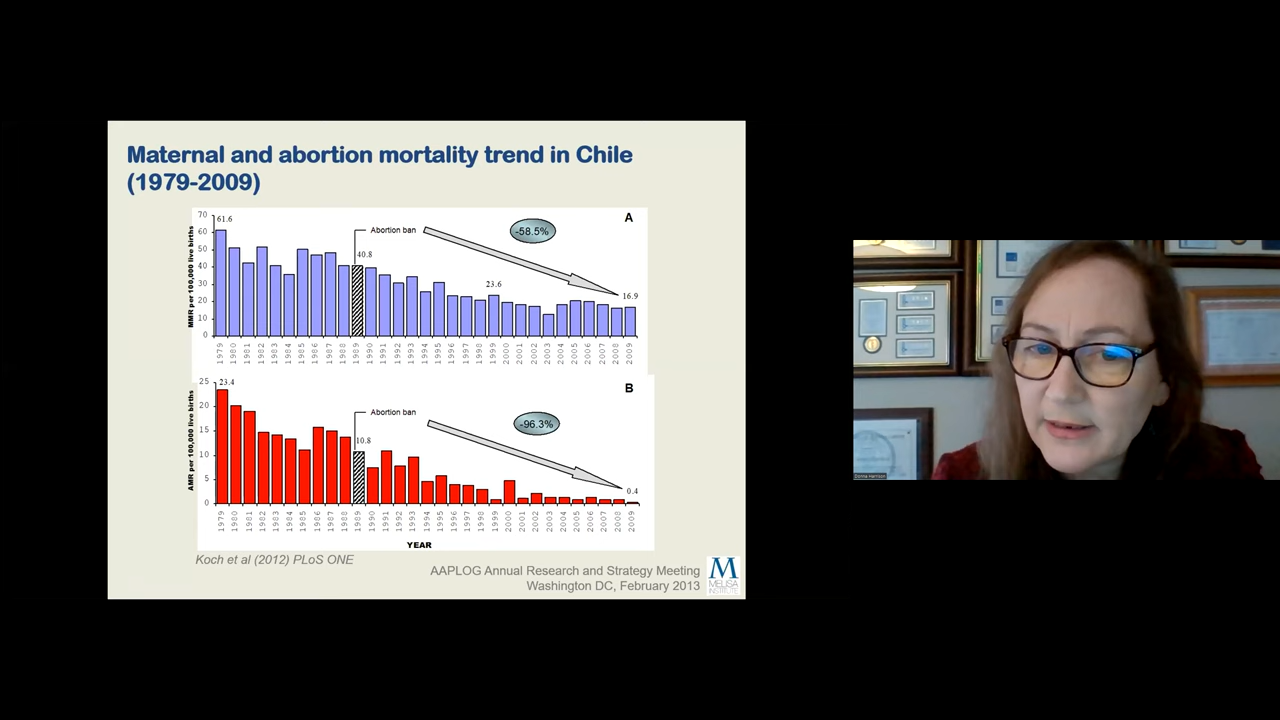 Maternal and abortion mortality trend in Chile
(1979-2009)
A
MMR per 100,000 live births
70
60
50
40
30
20
10
0
61.6
Abortion ban
40.8
-58.5%
23.6
16.9
1979 1980 1981 1982 1983 1984 1985 1986 1987 1988 1989 1990 1991 1992 1993 1994 1995 1996 1997 1998 1999 2000 2001 2002 2003 2004 2005 2006 2007 2008 2009
B
AMR per 100,000 live births
25
20
15
10
5
0
23.4
Abortion ban
10.8
-96.3%
0.4
1979 1980 1981 1982 1983 1984 1985 1986 1987 1988 1989 1990 1991 1992 1993 1994 1995 1996 1997 1998 1999 2000 2001 2002 2003 2004 2005 2006 2007 2008 2009
YEAR
Koch et al (2012) PLoS ONE
AAPLOG Annual Research and Strategy Meeting
Washington DC, February 2013
M
MELISA
INSTITUTE